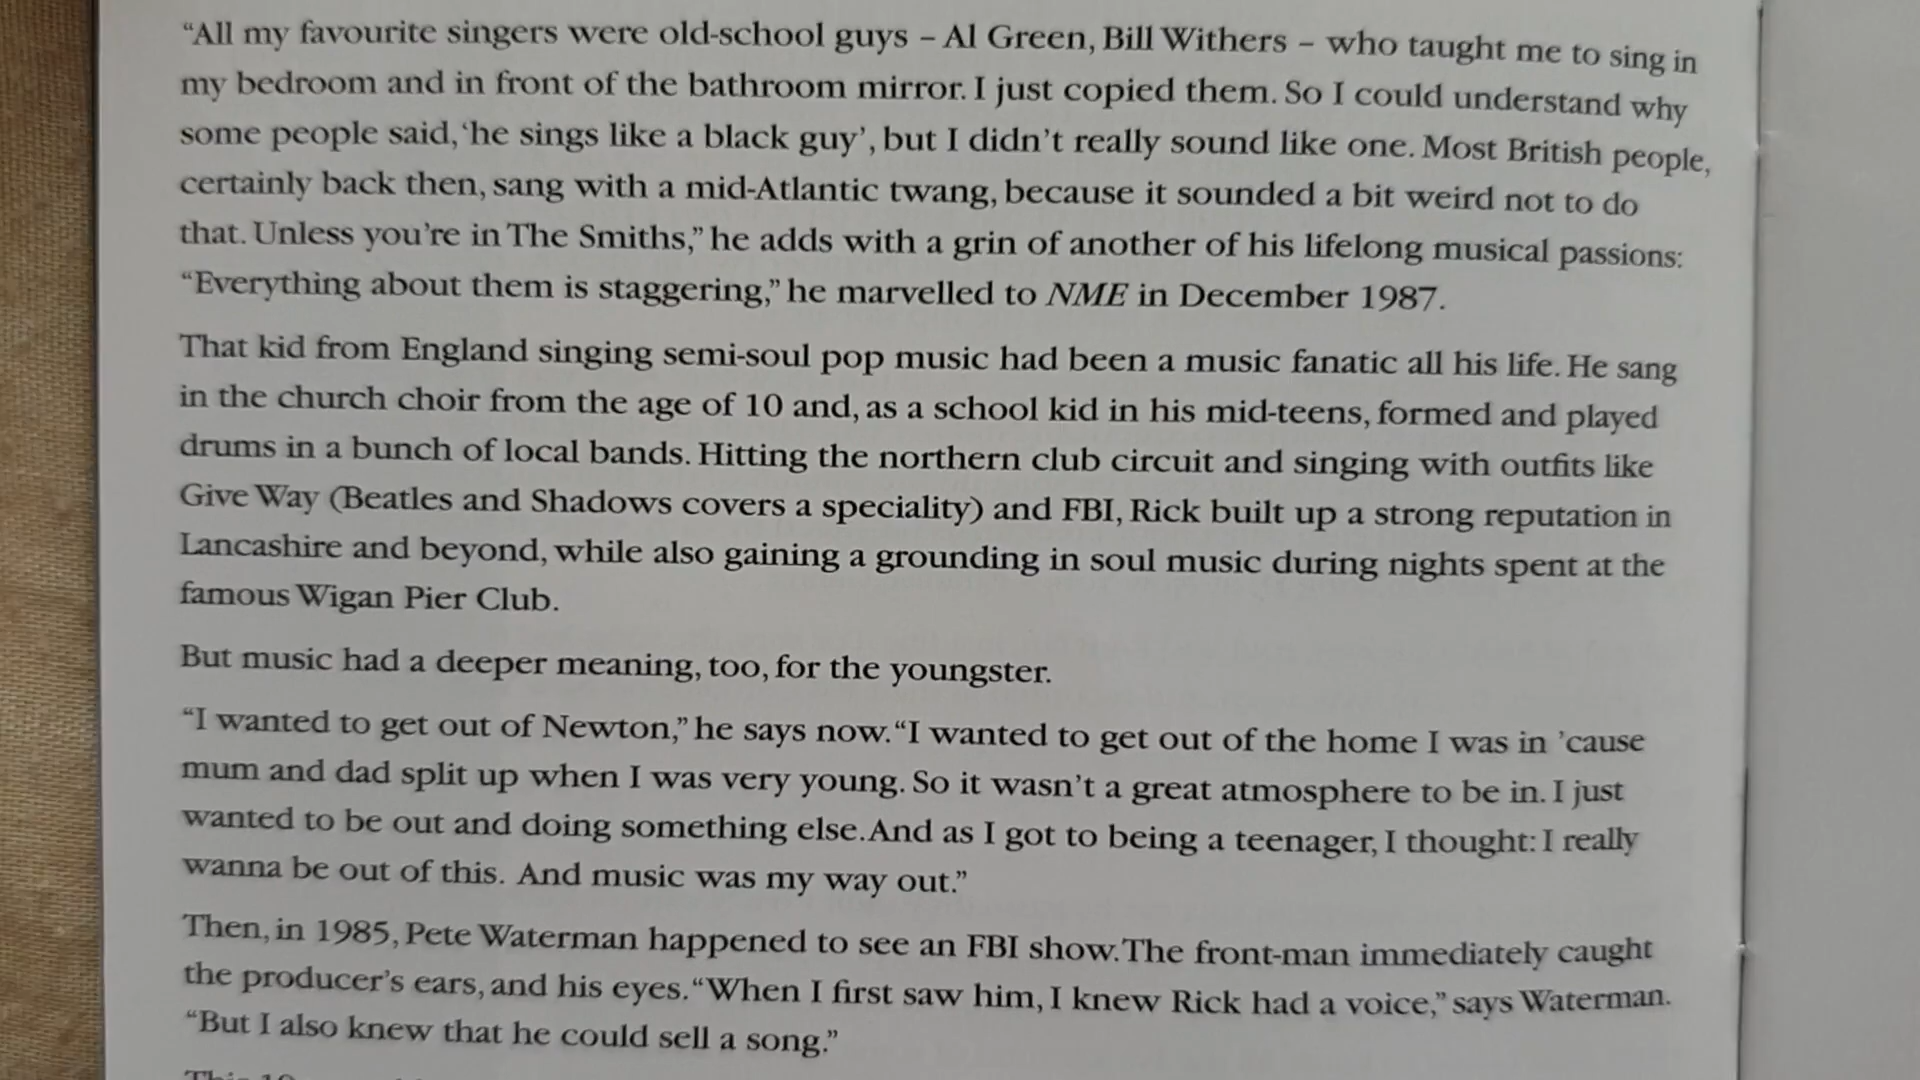 “All my favourite singers were old-school guys – Al Green, Bill Withers – who taught me to sing in
my bedroom and in front of the bathroom mirror. I just copied them. So I could understand why
some people said, ‘he sings like a black guy’, but I didn’t really sound like one. Most British people,
certainly back then, sang with a mid-Atlantic twang, because it sounded a bit weird not to do
that. Unless you’re in The Smiths,” he adds with a grin of another of his lifelong musical passions:
“Everything about them is staggering,” he marvelled to NME in December 1987.
That kid from England singing semi-soul pop music had been a music fanatic all his life. He sang
in the church choir from the age of 10 and, as a school kid in his mid-teens, formed and played
drums in a bunch of local bands. Hitting the northern club circuit and singing with outfits like
Give Way (Beatles and Shadows covers a speciality) and FBI, Rick built up a strong reputation in
Lancashire and beyond, while also gaining a grounding in soul music during nights spent at the
famous Wigan Pier Club.
But music had a deeper meaning, too, for the youngster.
“I wanted to get out of Newton,” he says now. “I wanted to get out of the home I was in ’cause
mum and dad split up when I was very young. So it wasn’t a great atmosphere to be in. I just
wanted to be out and doing something else. And as I got to being a teenager, I thought: I really
wanna be out of this. And music was my way out.”
Then, in 1985, Pete Waterman happened to see an FBI show. The front-man immediately caught
the producer’s ears, and his eyes. “When I first saw him, I knew Rick had a voice,” says Waterman.
“But I also knew that he could sell a song.”